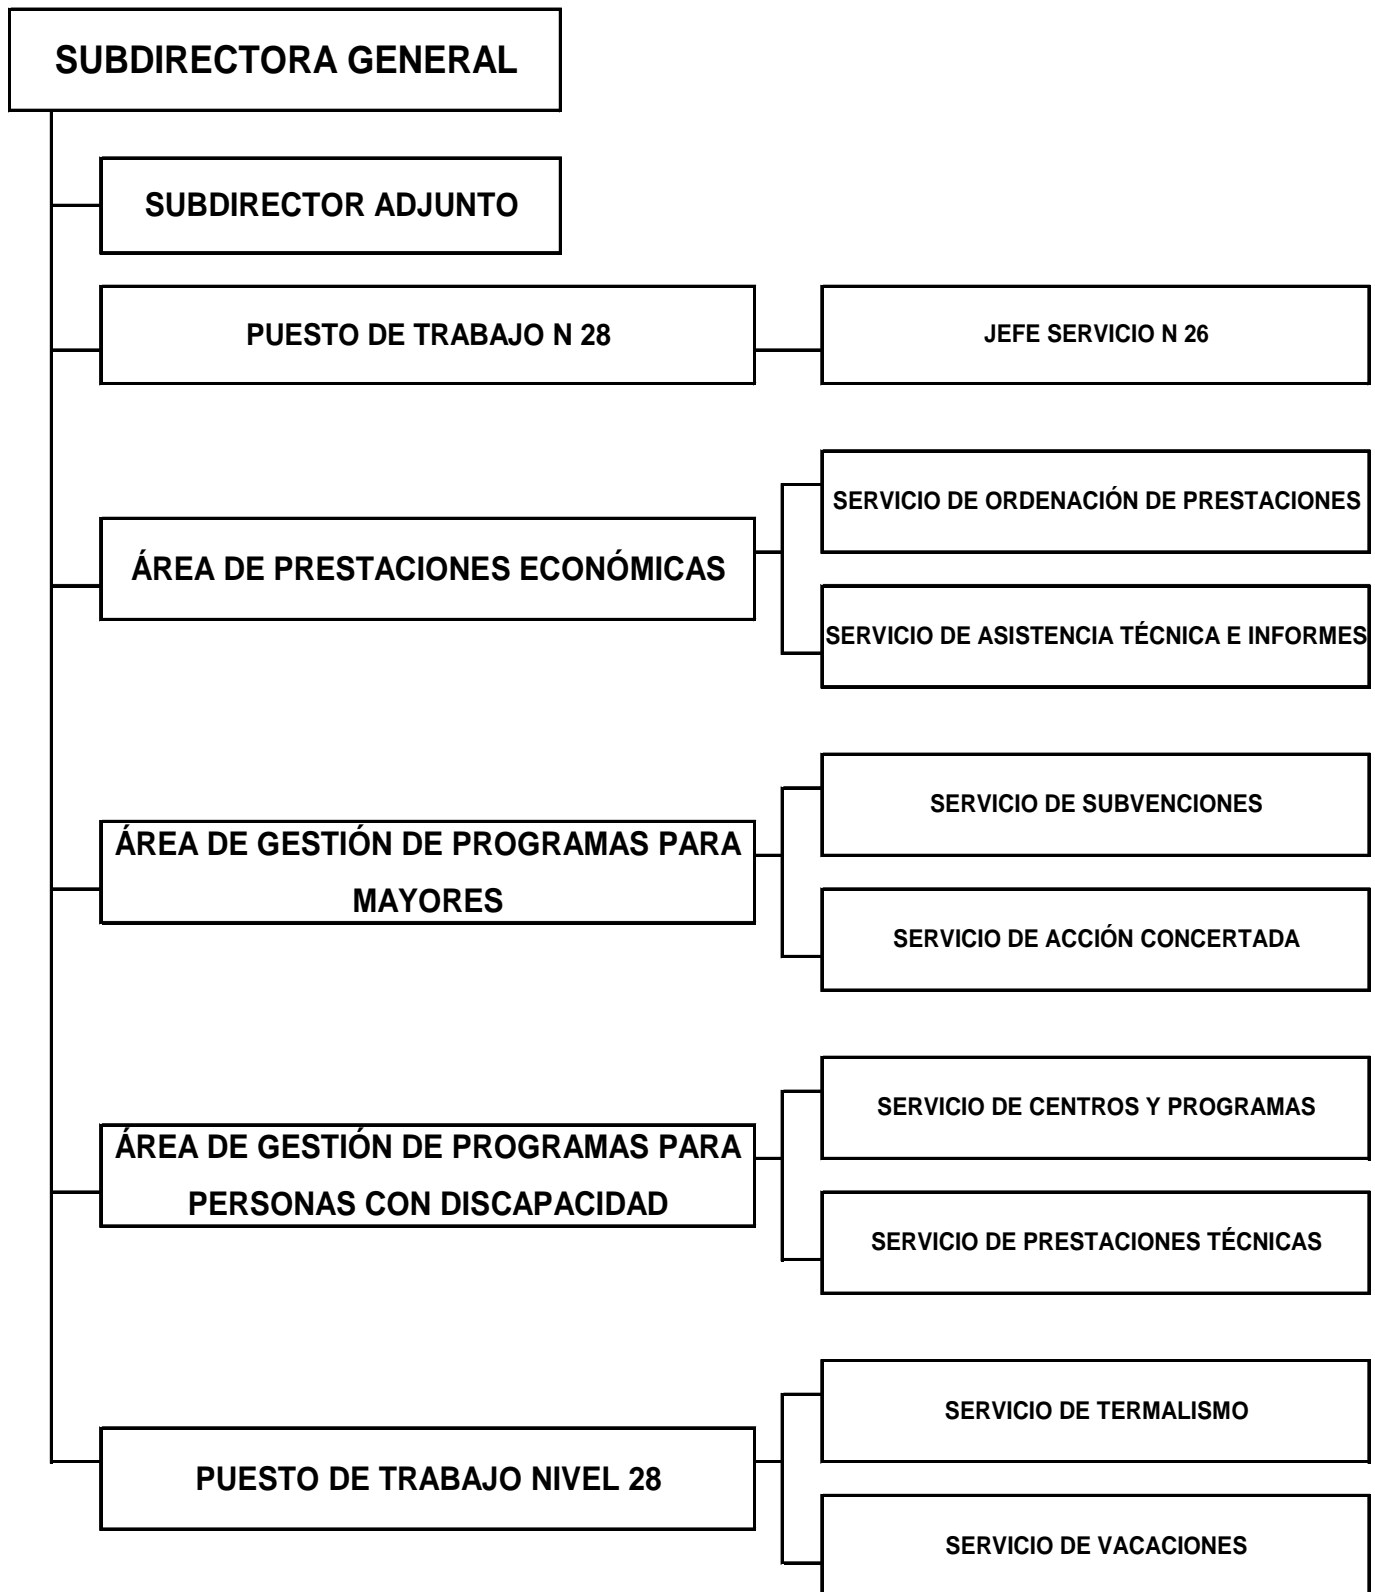 SUBDIRECTORA GENERAL
SUBDIRECTOR ADJUNTO
PUESTO DE TRABAJO N 28
JEFE SERVICIO N 26
ÁREA DE PRESTACIONES ECONÓMICAS
SERVICIO DE ORDENACIÓN DE PRESTACIONES
SERVICIO DE ASISTENCIA TÉCNICA E INFORMES
ÁREA DE GESTIÓN DE PROGRAMAS PARA
MAYORES
SERVICIO DE SUBVENCIONES
SERVICIO DE ACCIÓN CONCERTADA
ÁREA DE GESTIÓN DE PROGRAMAS PARA
PERSONAS CON DISCAPACIDAD
SERVICIO DE CENTROS Y PROGRAMAS
SERVICIO DE PRESTACIONES TÉCNICAS
PUESTO DE TRABAJO NIVEL 28
SERVICIO DE TERMALISMO
SERVICIO DE VACACIONES